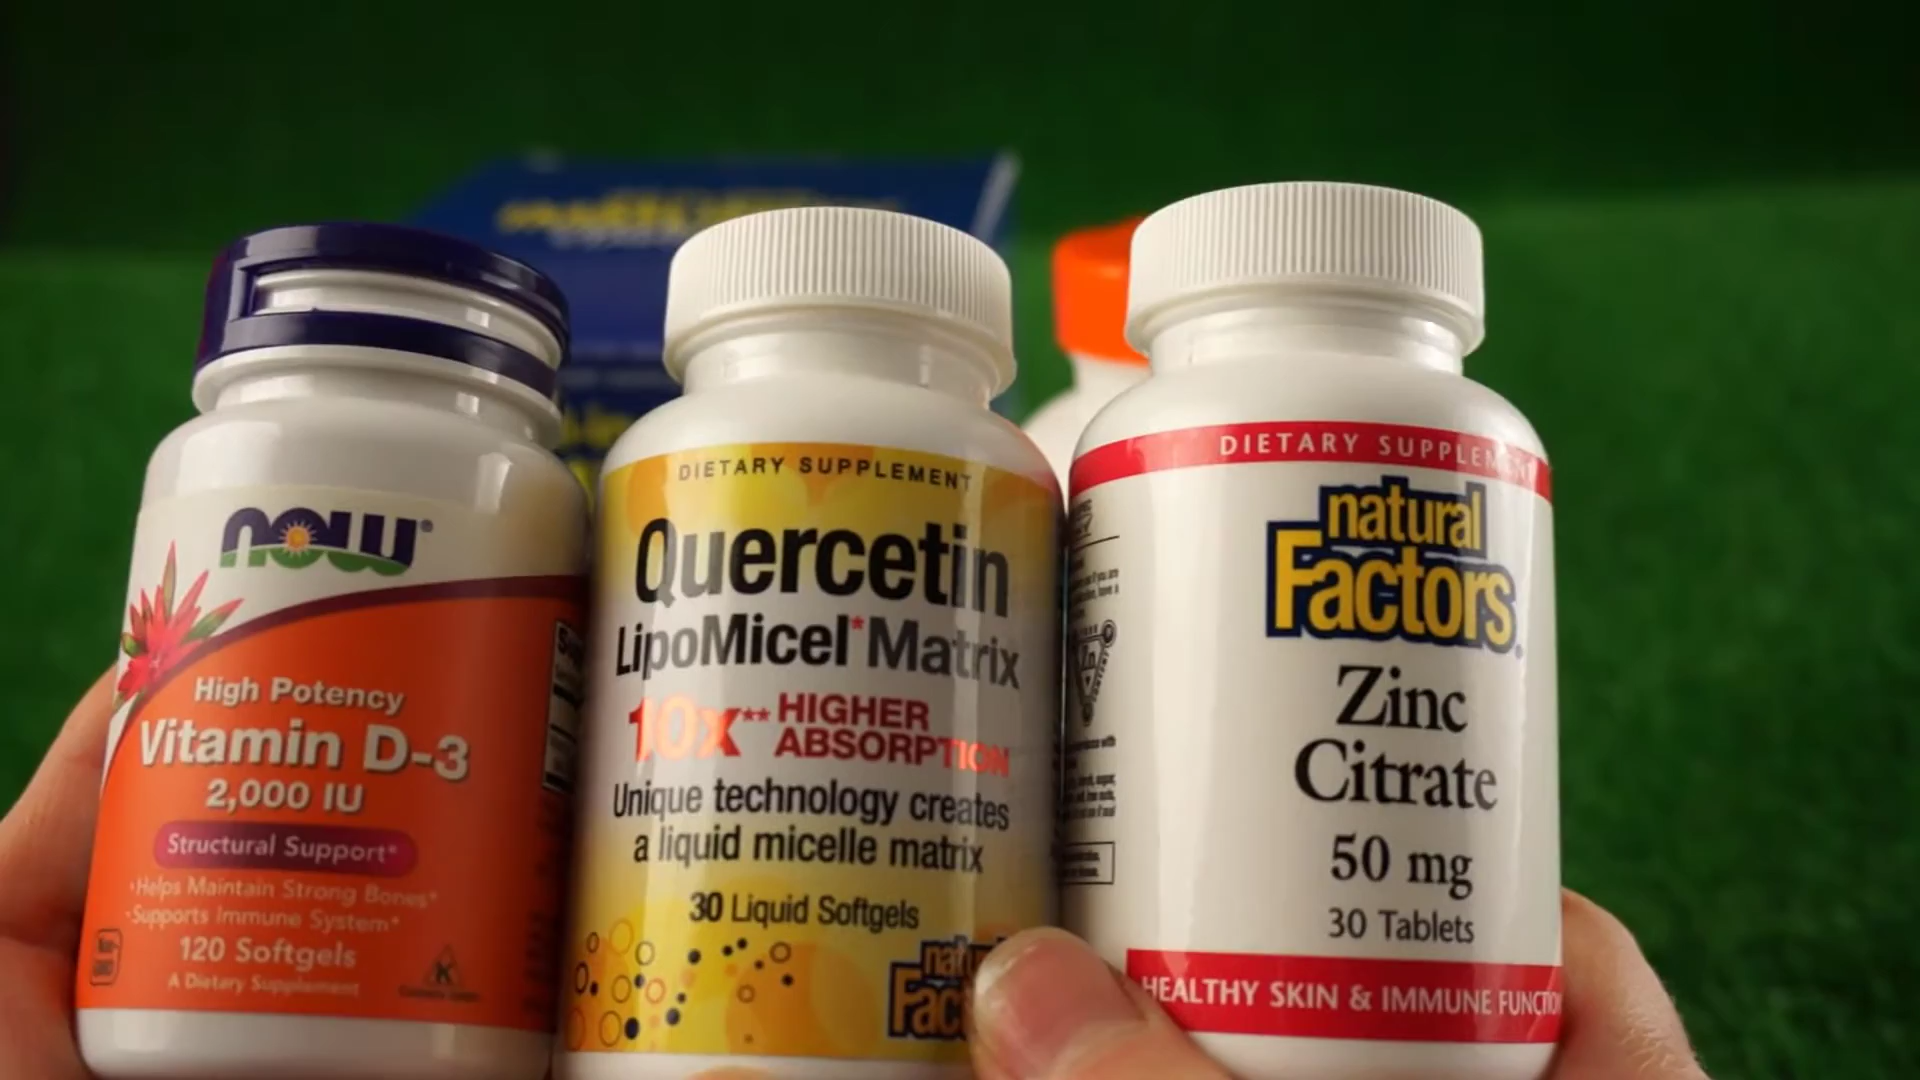 now®
High Potency
Vitamin D-3
2,000 IU
Structural Support*
•Helps Maintain Strong Bones*
•Supports Immune System*
120 Softgels
A Dietary Supplement
DIETARY SUPPLEMENT
Quercetin
LipoMicel*Matrix
10x** HIGHER
ABSORPTION
Unique technology creates
a liquid micelle matrix
30 Liquid Softgels
DIETARY SUPPLEMENT
natural
Factors®
Zinc
Citrate
50 mg
30 Tablets
HEALTHY SKIN & IMMUNE FUNCTIO